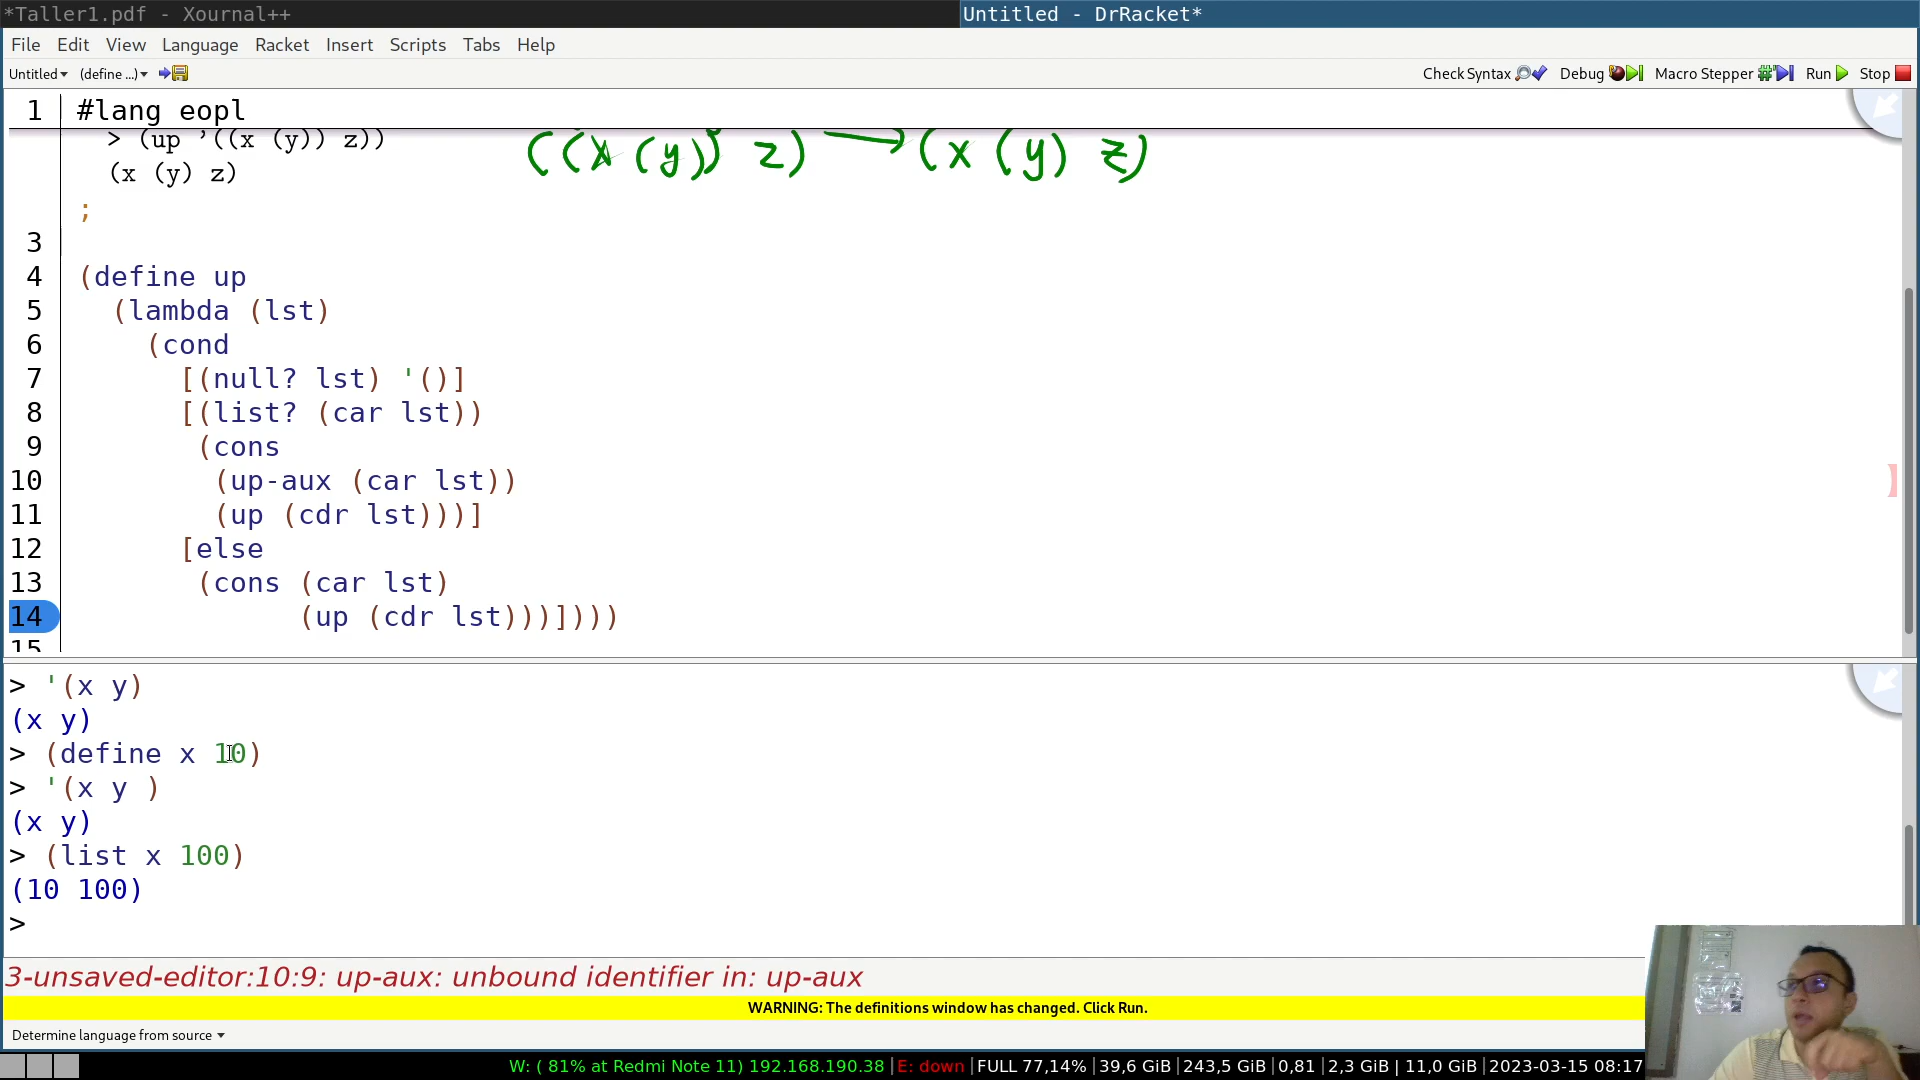 *Taller1.pdf - Xournal++
Untitled - DrRacket*
File Edit View Language Racket Insert Scripts Tabs Help
Untitled▾ (define ...)▾
Check Syntax Debug Macro Stepper Run Stop
1 #lang eopl
> (up ’((x (y)) z))
(x (y) z)
((x (y)) z) → (x (y) z)
;
3
4 (define up
5 (lambda (lst)
6 (cond
7 [(null? lst) '()]
8 [(list? (car lst))
9 (cons
10 (up-aux (car lst))
11 (up (cdr lst)))]
12 [else
13 (cons (car lst)
14 (up (cdr lst)))])))
15
> '(x y)
(x y)
> (define x 10)
> '(x y )
(x y)
> (list x 100)
(10 100)
>
3-unsaved-editor:10:9: up-aux: unbound identifier in: up-aux
WARNING: The definitions window has changed. Click Run.
Determine language from source ▾
W: ( 81% at Redmi Note 11) 192.168.190.38 |E: down |FULL 77,14% |39,6 GiB |243,5 GiB |0,81 |2,3 GiB | 11,0 GiB |2023-03-15 08:17